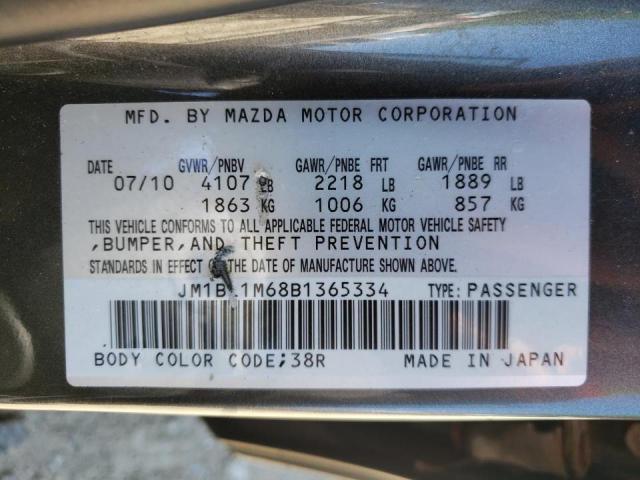 MFD. BY MAZDA MOTOR CORPORATION
DATE GVWR/PNBV GAWR/PNBE FRT GAWR/PNBE RR
07/10 4107 LB 2218 LB 1889 LB
1863 KG 1006 KG 857 KG
THIS VEHICLE CONFORMS TO ALL APPLICABLE FEDERAL MOTOR VEHICLE SAFETY
,BUMPER,AND THEFT PREVENTION
STANDARDS IN EFFECT THE DATE OF MANUFACTURE SHOWN ABOVE.
TYPE: PASSENGER
BODY COLOR CODE;38R MADE IN JAPAN